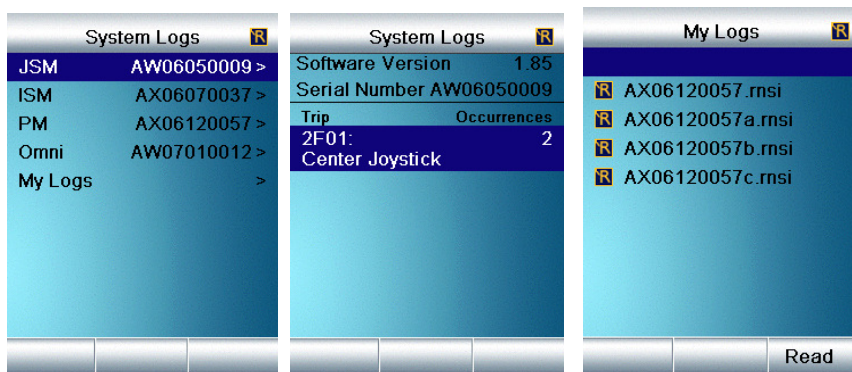 System Logs
JSM AW06050009 >
ISM AX06070037 >
PM AX06120057 >
Omni AW07010012 >
My Logs >
System Logs
Software Version 1.85
Serial Number AW06050009
Trip Occurrences
2F01: 2
Center Joystick
My Logs
AX06120057.rnsi
AX06120057a.rnsi
AX06120057b.rnsi
AX06120057c.rnsi
Read